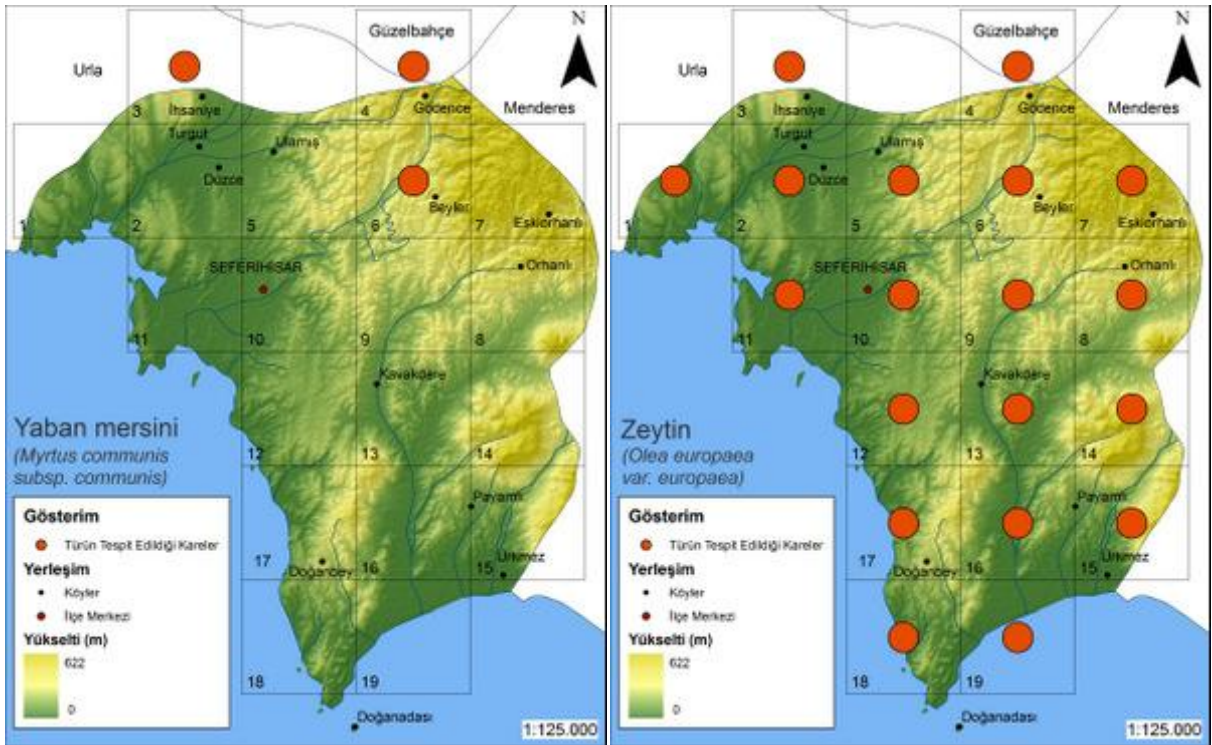 Güzelbahçe
N
Urla
3
İhsaniye
4
Gödence
Menderes
Turgut
Ulamış
Düzce
Beyler
Eskiorhanlı
1
2
5
6
7
SEFERİHİSAR
Orhanlı
11
10
9
8
Kavakdere
Yaban mersini
(Myrtus communis
subsp. communis)
12
13
14
Payamlı
Gösterim
Türün Tespit Edildiği Kareler
Yerleşim
Köyler
İlçe Merkezi
Yükselti (m)
622
0
17
Doğanbey
16
15
Ürkmez
18
19
Doğanadası
1:125.000
Güzelbahçe
N
Urla
3
İhsaniye
4
Gödence
Menderes
Turgut
Ulamış
Düzce
Beyler
Eskiorhanlı
1
2
5
6
7
SEFERİHİSAR
Orhanlı
11
10
9
8
Kavakdere
Zeytin
(Olea europaea
var. europaea)
12
13
14
Payamlı
Gösterim
Türün Tespit Edildiği Kareler
Yerleşim
Köyler
İlçe Merkezi
Yükselti (m)
622
0
17
Doğanbey
16
15
Ürkmez
18
19
Doğanadası
1:125.000